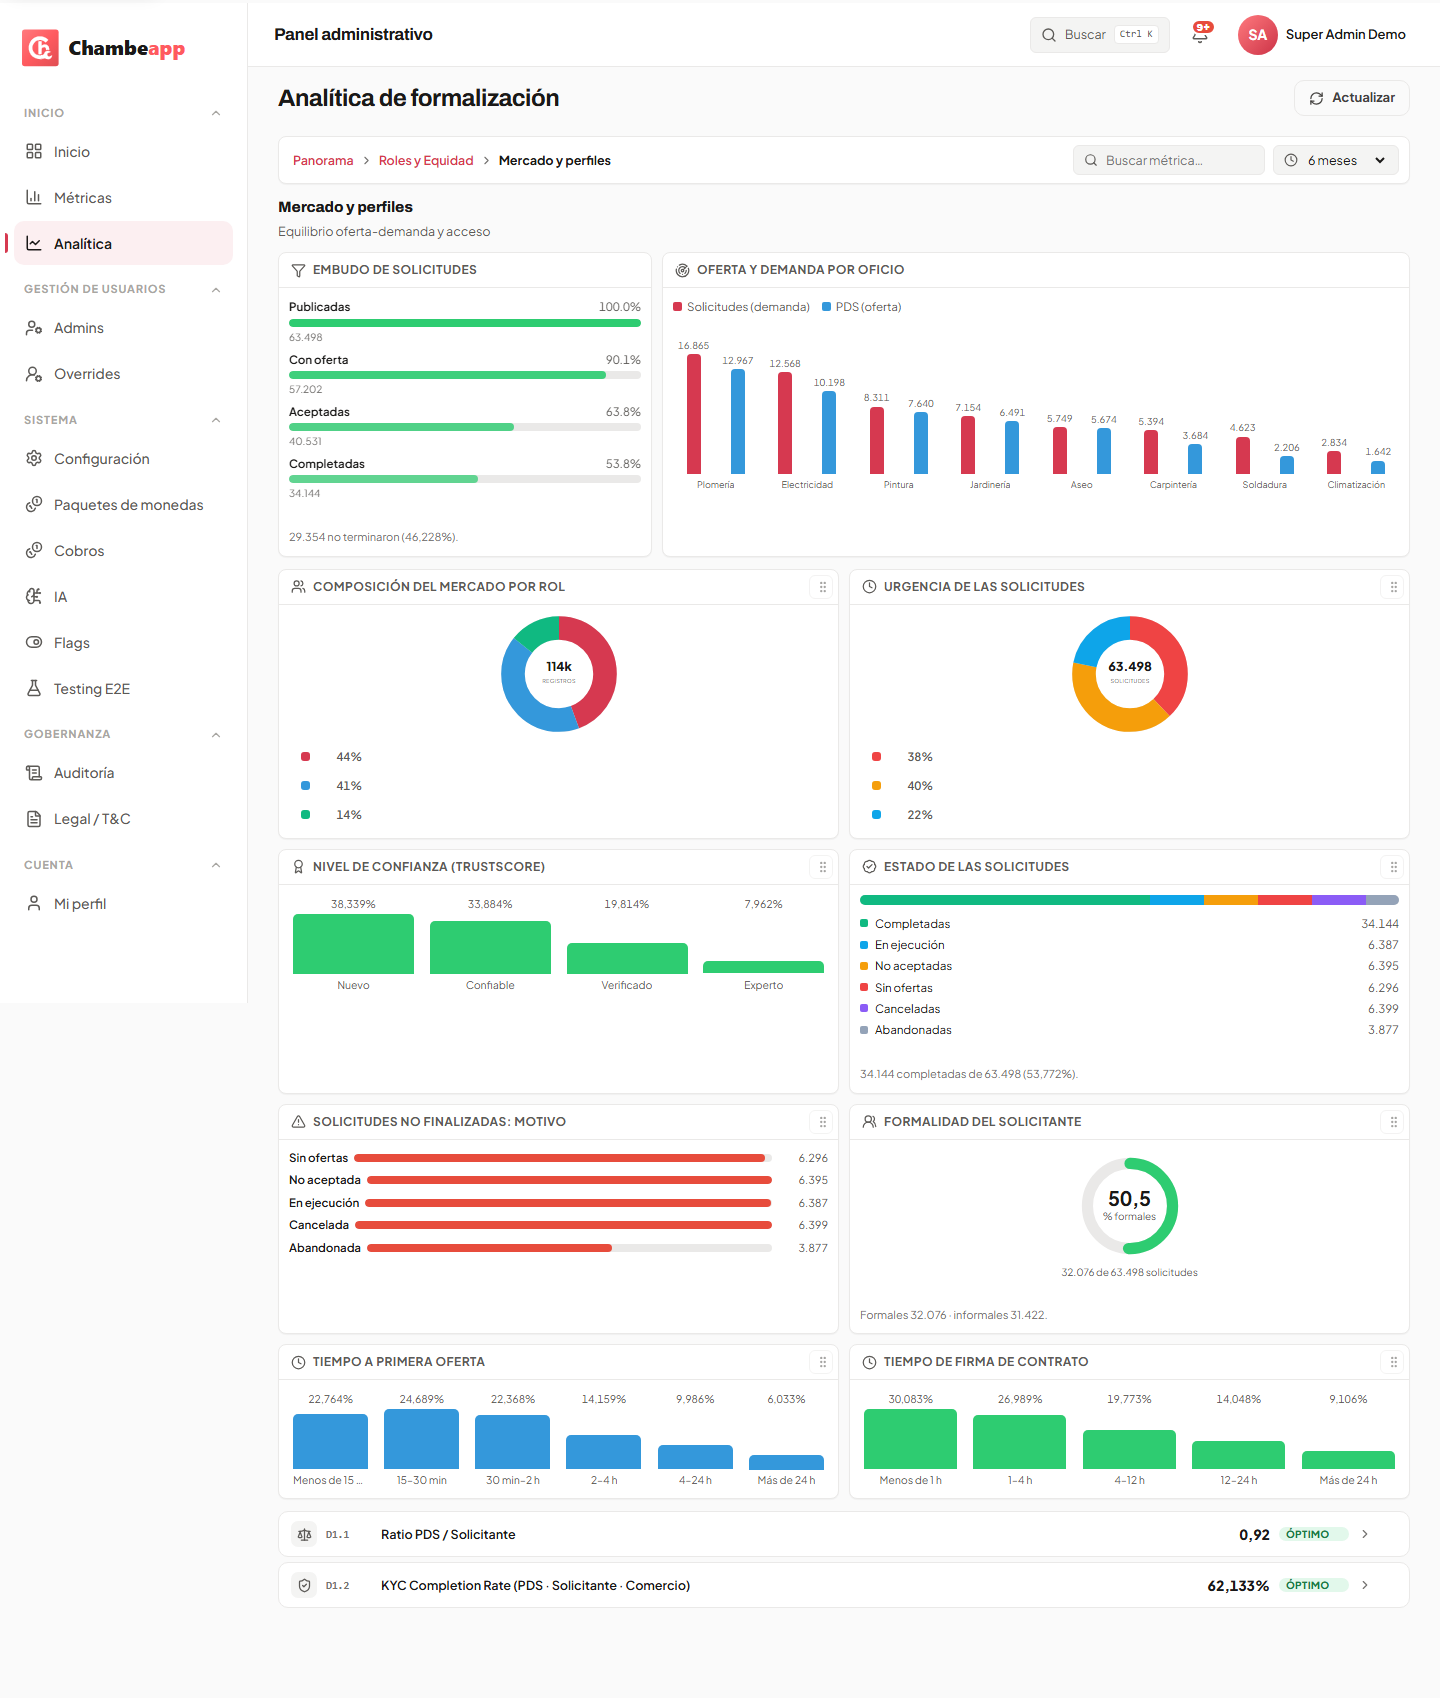 Chambeapp
Panel administrativo
Buscar Ctrl K
9+
SA
Super Admin Demo
INICIO
Inicio
Métricas
Analítica
GESTIÓN DE USUARIOS
Admins
Overrides
SISTEMA
Configuración
Paquetes de monedas
Cobros
IA
Flags
Testing E2E
GOBERNANZA
Auditoría
Legal / T&C
CUENTA
Mi perfil
Analítica de formalización
Actualizar
Panorama > Roles y Equidad > Mercado y perfiles
Buscar métrica...
6 meses
Mercado y perfiles
Equilibrio oferta-demanda y acceso
EMBUDO DE SOLICITUDES
Publicadas 100.0%
63.498
Con oferta 90.1%
57.202
Aceptadas 63.8%
40.531
Completadas 53.8%
34.144
29.354 no terminaron (46,228%).
OFERTA Y DEMANDA POR OFICIO
Solicitudes (demanda) PDS (oferta)
16.865 12.967 12.568 10.198 8.311 7.640 7.154 6.491 5.749 5.674 5.394 3.684 4.623 2.206 2.834 1.642
Plomería Electricidad Pintura Jardinería Aseo Carpintería Soldadura Climatización
COMPOSICIÓN DEL MERCADO POR ROL
114k
REGISTROS
44%
41%
14%
URGENCIA DE LAS SOLICITUDES
63.498
SOLICITUDES
38%
40%
22%
NIVEL DE CONFIANZA (TRUSTSCORE)
38,339% 33,884% 19,814% 7,962%
Nuevo Confiable Verificado Experto
ESTADO DE LAS SOLICITUDES
Completadas 34.144
En ejecución 6.387
No aceptadas 6.395
Sin ofertas 6.296
Canceladas 6.399
Abandonadas 3.877
34.144 completadas de 63.498 (53,772%).
SOLICITUDES NO FINALIZADAS: MOTIVO
Sin ofertas 6.296
No aceptada 6.395
En ejecución 6.387
Cancelada 6.399
Abandonada 3.877
FORMALIDAD DEL SOLICITANTE
50,5
% formales
32.076 de 63.498 solicitudes
Formales 32.076 · informales 31.422.
TIEMPO A PRIMERA OFERTA
22,764% 24,689% 22,368% 14,159% 9,986% 6,033%
Menos de 15 ... 15-30 min 30 min-2 h 2-4 h 4-24 h Más de 24 h
TIEMPO DE FIRMA DE CONTRATO
30,083% 26,989% 19,773% 14,048% 9,106%
Menos de 1 h 1-4 h 4-12 h 12-24 h Más de 24 h
D1.1 Ratio PDS / Solicitante 0,92 ÓPTIMO
D1.2 KYC Completion Rate (PDS · Solicitante · Comercio) 62,133% ÓPTIMO